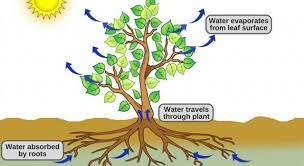 Water evaporates
from leaf surface
Water travels
through plant
Water absorbed
by roots